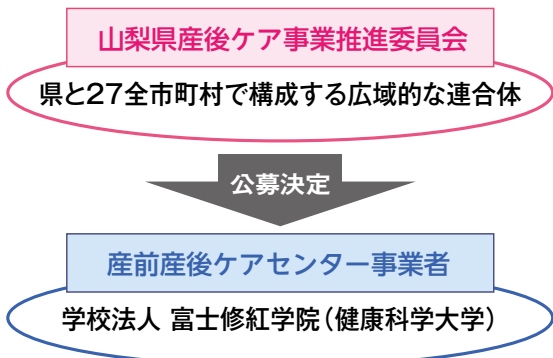 山梨県産後ケア事業推進委員会
県と27全市町村で構成する広域的な連合体
公募決定
産前産後ケアセンター事業者
学校法人 富士修紅学院(健康科学大学)